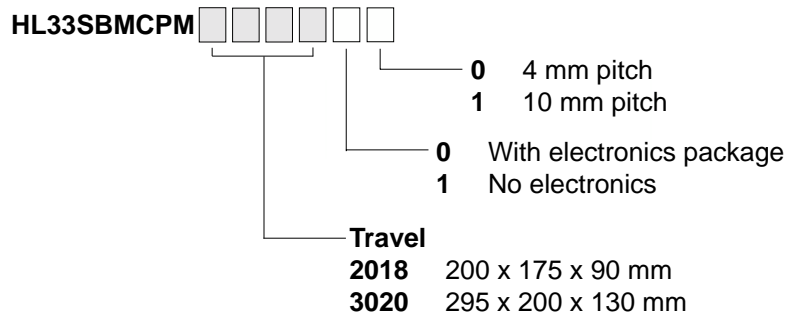 HL33SBMCPM
0 4 mm pitch
1 10 mm pitch
0 With electronics package
1 No electronics
Travel
2018 200 x 175 x 90 mm
3020 295 x 200 x 130 mm